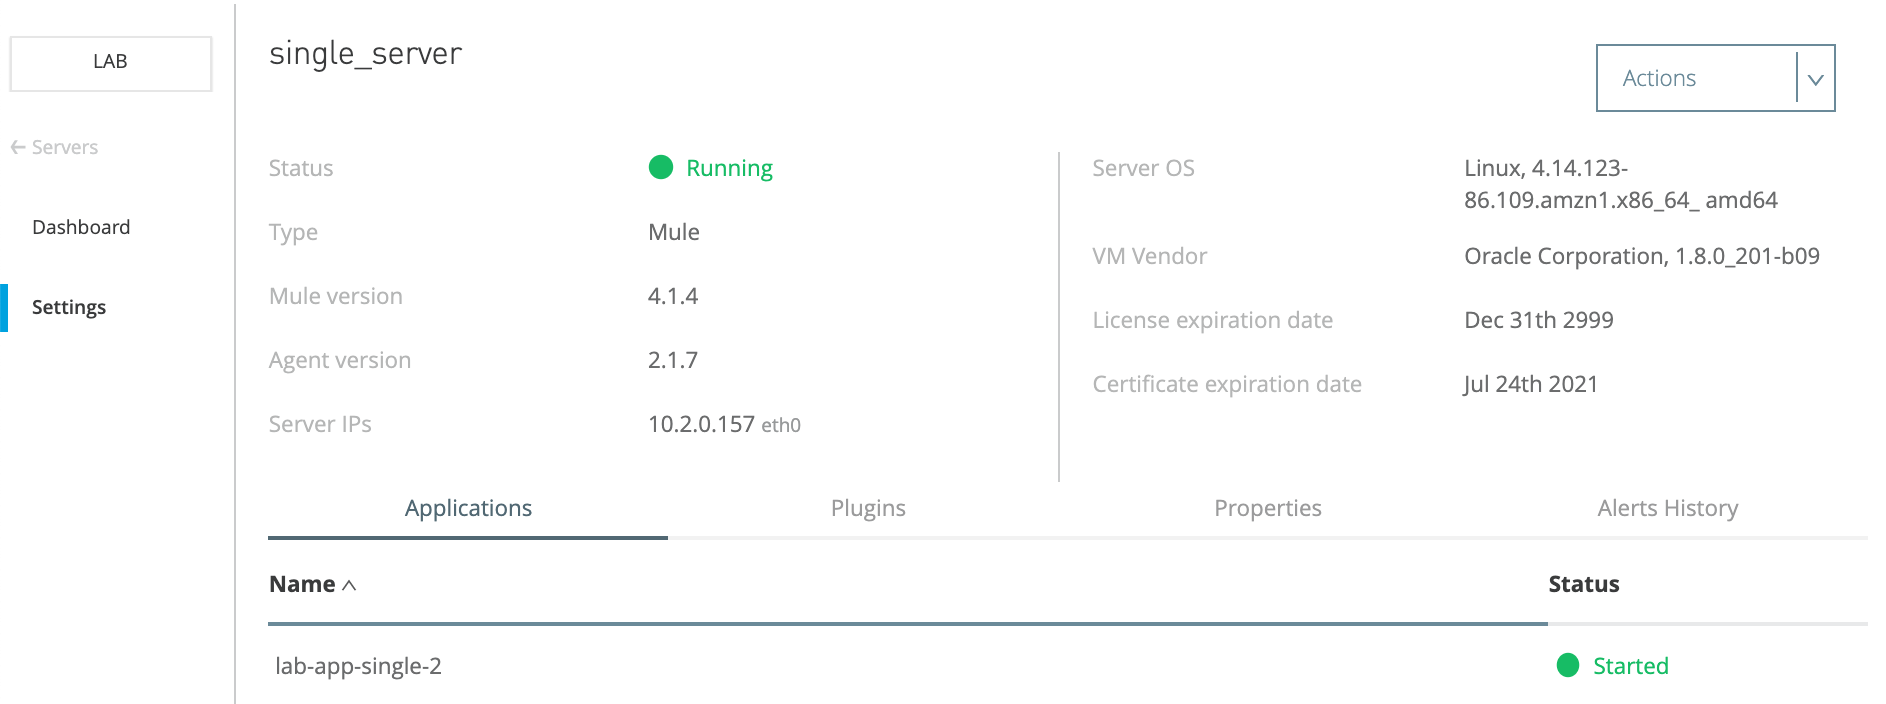 LAB
← Servers
Dashboard
Settings
single_server
Actions
Status Running
Type Mule
Mule version 4.1.4
Agent version 2.1.7
Server IPs 10.2.0.157 eth0
Server OS Linux, 4.14.123-
86.109.amzn1.x86_64_ amd64
VM Vendor Oracle Corporation, 1.8.0_201-b09
License expiration date Dec 31th 2999
Certificate expiration date Jul 24th 2021
Applications Plugins Properties Alerts History
Name Status
lab-app-single-2 Started